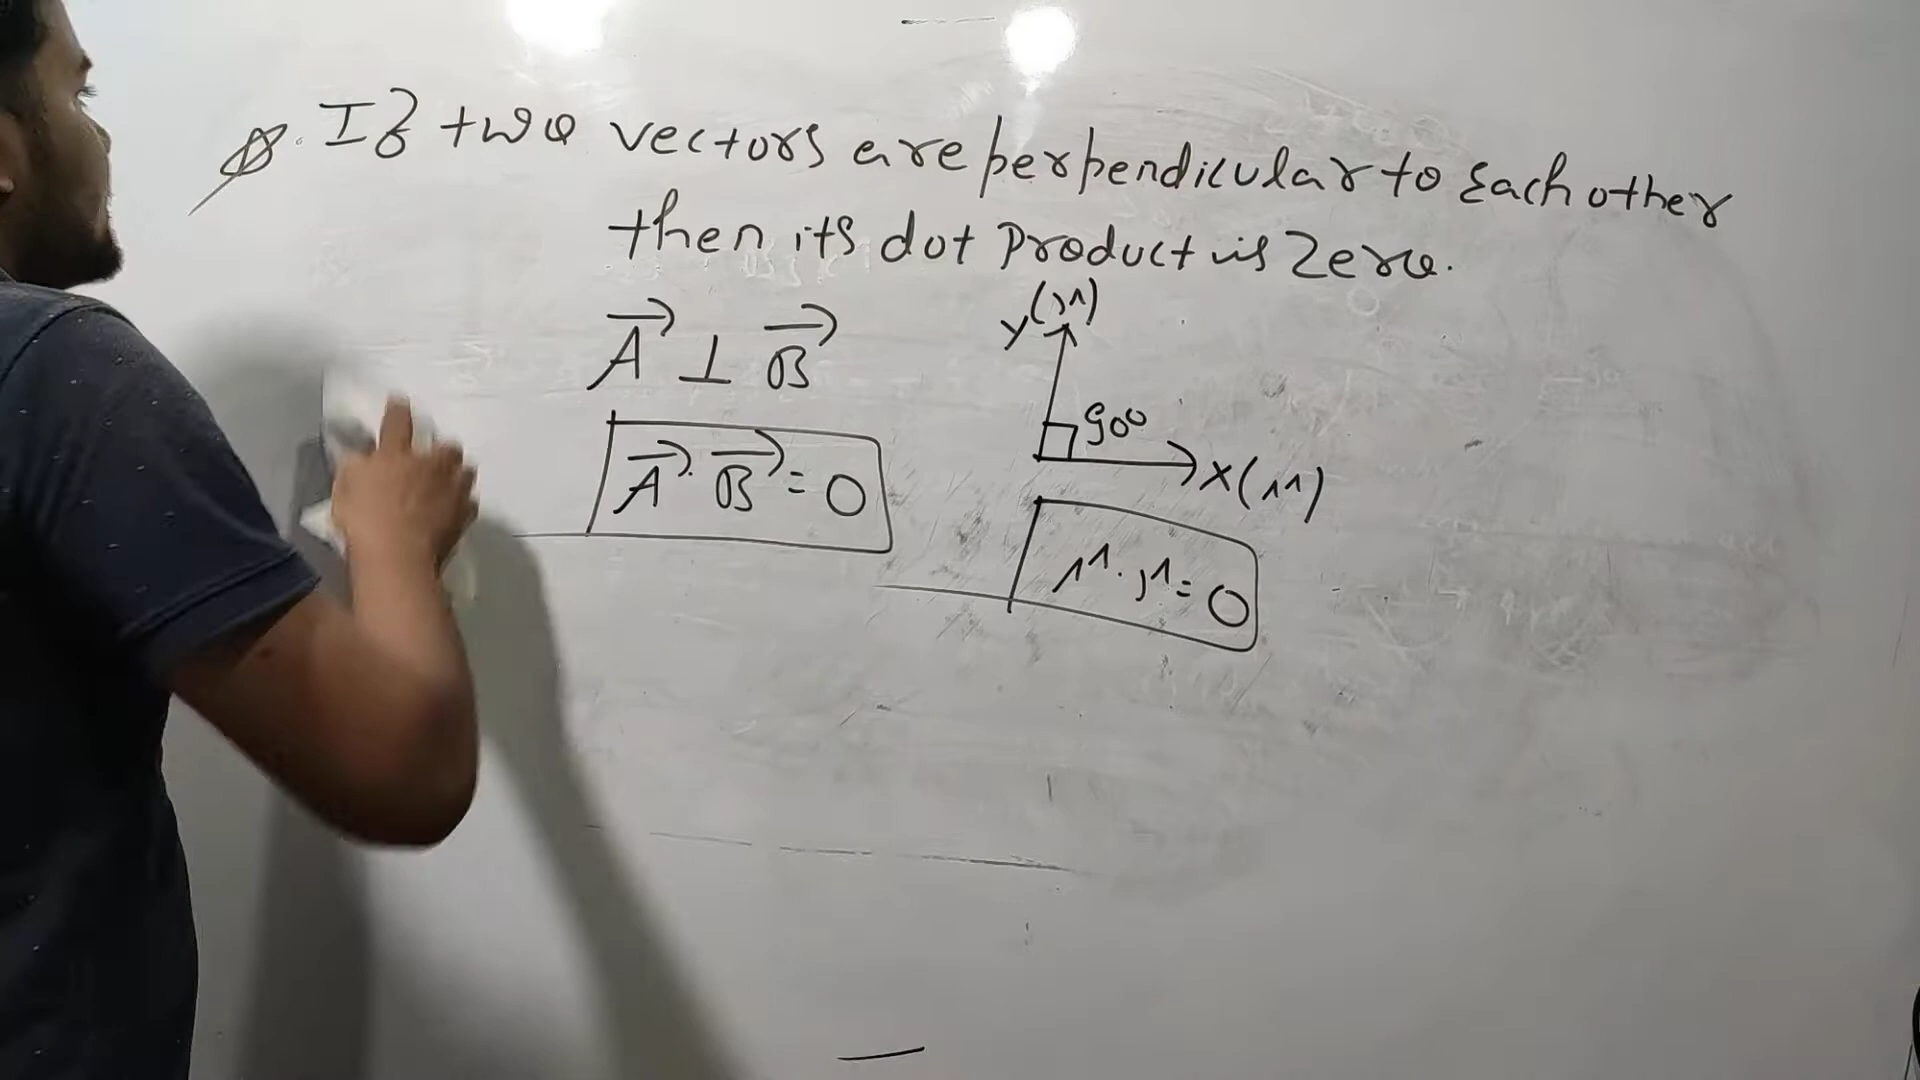 If two vectors are perpendicular to Each other
then its dot product is Zero.
A⃗ ⊥ B⃗
A⃗ · B⃗ = 0
y(ĵ)
90°
x(î)
î · ĵ = 0